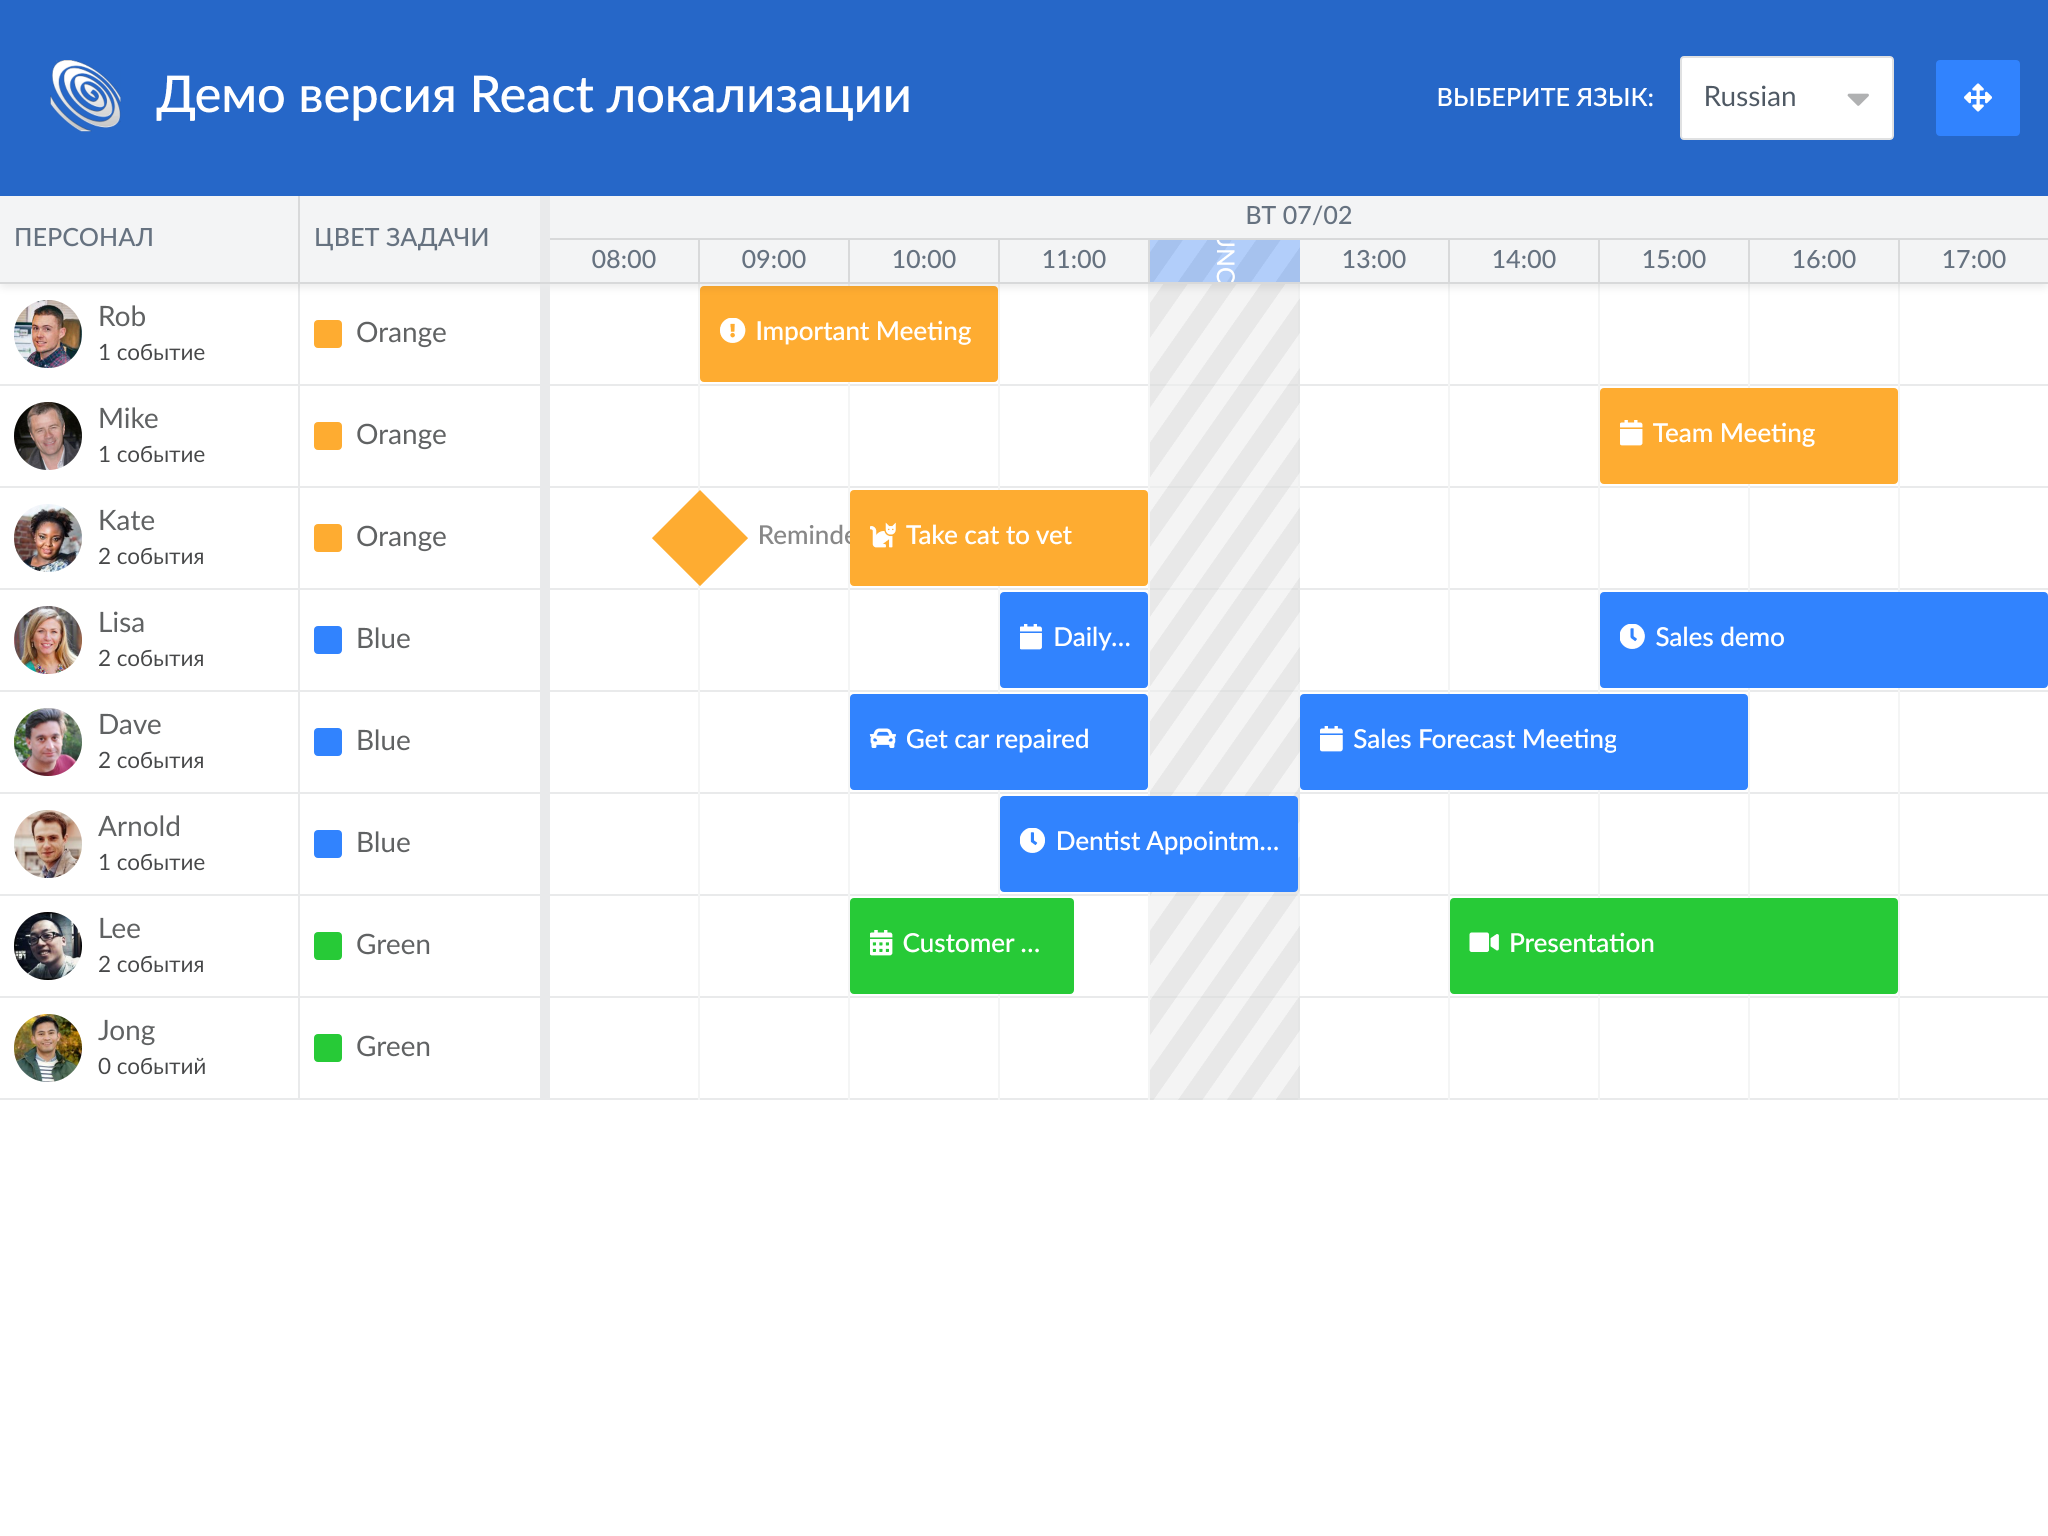 Демо версия React локализации
ВЫБЕРИТЕ ЯЗЫК:
Russian
ПЕРСОНАЛ
ЦВЕТ ЗАДАЧИ
ВТ 07/02
08:00
09:00
10:00
11:00
13:00
14:00
15:00
16:00
17:00
Rob
1 событие
Orange
Important Meeting
Mike
1 событие
Orange
Team Meeting
Kate
2 события
Orange
Take cat to vet
Lisa
2 события
Blue
Daily...
Sales demo
Dave
2 события
Blue
Get car repaired
Sales Forecast Meeting
Arnold
1 событие
Blue
Dentist Appointm...
Lee
2 события
Green
Customer ...
Presentation
Jong
0 событий
Green